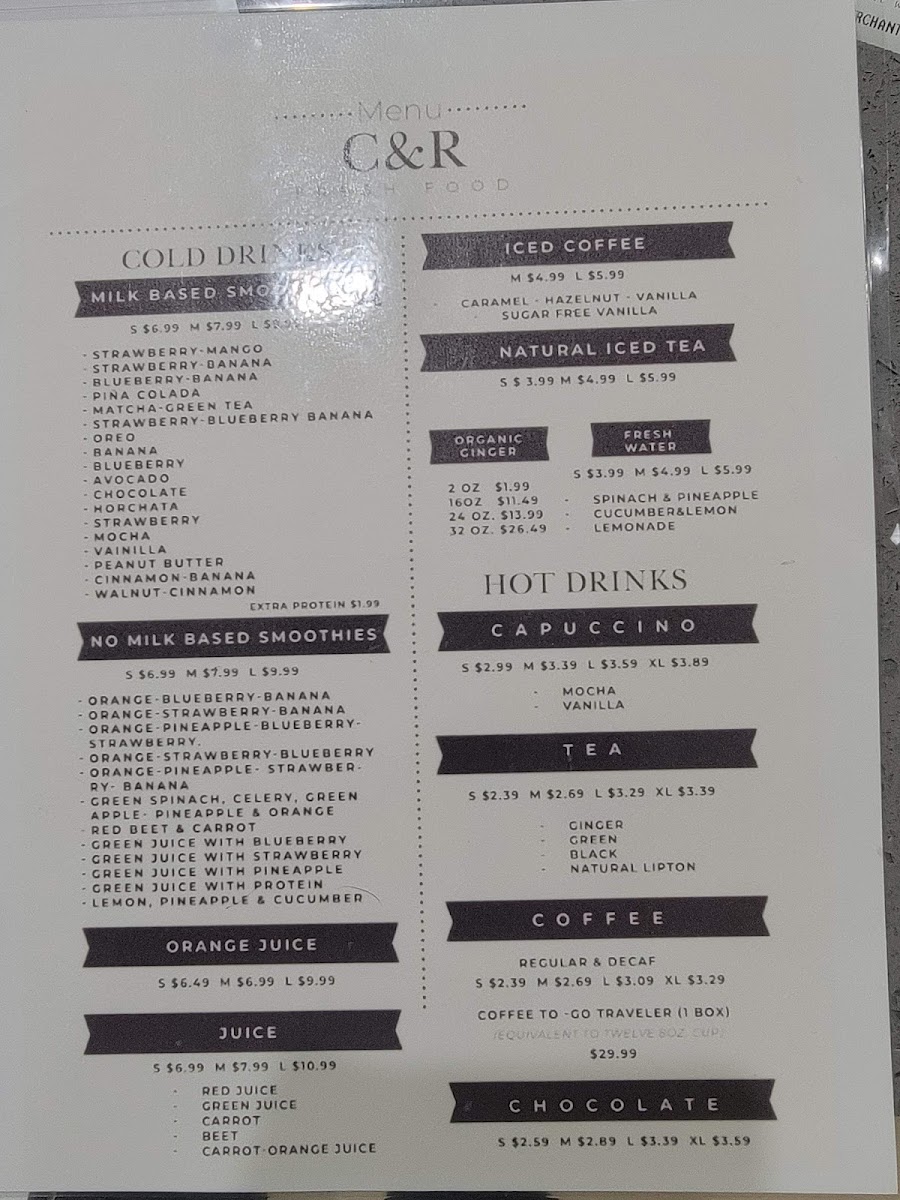 RCHANT
Menu
C&R
FRESH FOOD
COLD DRINKS
MILK BASED
S $6.99 M $7.99 L
- STRAWBERRY-MANGO
- STRAWBERRY-BANANA
- BLUEBERRY-BANANA
- PIÑA COLADA
- MATCHA-GREEN TEA
- STRAWBERRY-BLUEBERRY BANANA
- OREO
- BANANA
- BLUEBERRY
- AVOCADO
- CHOCOLATE
- HORCHATA
- STRAWBERRY
- MOCHA
- VAINILLA
- PEANUT BUTTER
- CINNAMON-BANANA
- WALNUT-CINNAMON
EXTRA PROTEIN $1.99
NO MILK BASED SMOOTHIES
S $6.99 M $7.99 L $9.99
- ORANGE-BLUEBERRY-BANANA
- ORANGE-STRAWBERRY-BANANA
- ORANGE-PINEAPPLE-BLUEBERRY-
STRAWBERRY.
- ORANGE-STRAWBERRY-BLUEBERRY
- ORANGE-PINEAPPLE- STRAWBER-
RY- BANANA
- GREEN SPINACH, CELERY, GREEN
APPLE- PINEAPPLE & ORANGE
- RED BEET & CARROT
- GREEN JUICE WITH BLUEBERRY
- GREEN JUICE WITH STRAWBERRY
- GREEN JUICE WITH PINEAPPLE
- GREEN JUICE WITH PROTEIN
- LEMON, PINEAPPLE & CUCUMBER
ORANGE JUICE
S $6.49 M $6.99 L $9.99
JUICE
S $6.99 M $7.99 L $10.99
- RED JUICE
- GREEN JUICE
- CARROT
- BEET
- CARROT-ORANGE JUICE
ICED COFFEE
M $4.99 L $5.99
- CARAMEL - HAZELNUT - VANILLA
- SUGAR FREE VANILLA
NATURAL ICED TEA
S $ 3.99 M $4.99 L $5.99
ORGANIC
GINGER
2 OZ $1.99
16OZ $11.49
24 OZ. $13.99
32 OZ. $26.49
FRESH
WATER
S $3.99 M $4.99 L $5.99
- SPINACH & PINEAPPLE
- CUCUMBER&LEMON
- LEMONADE
HOT DRINKS
CAPUCCINO
S $2.99 M $3.39 L $3.59 XL $3.89
- MOCHA
- VANILLA
TEA
S $2.39 M $2.69 L $3.29 XL $3.39
- GINGER
- GREEN
- BLACK
- NATURAL LIPTON
COFFEE
REGULAR & DECAF
S $2.39 M $2.69 L $3.09 XL $3.29
COFFEE TO -GO TRAVELER (1 BOX)
(EQUIVALENT TO TWELVE 8OZ. CUP)
$29.99
CHOCOLATE
S $2.59 M $2.89 L $3.39 XL $3.59